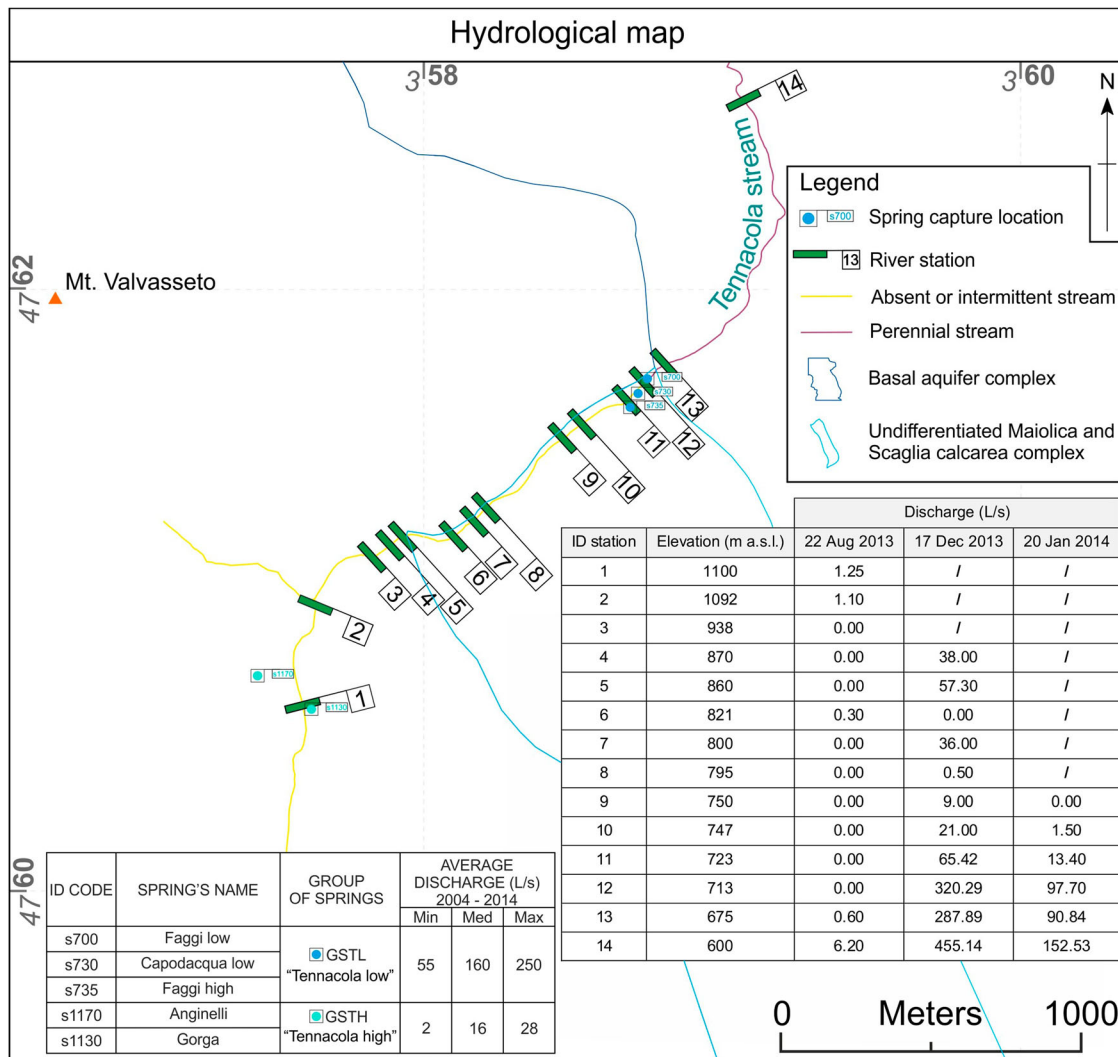 Hydrological map
3 58
3 60
14
N
Tennacola stream
Legend
s700 Spring capture location
13 River station
Absent or intermittent stream
Perennial stream
Basal aquifer complex
Undifferentiated Maiolica and
Scaglia calcarea complex
47 62
Mt. Valvasseto
s700
s730
s735
13
12
11
10
9
8
7
6
5
4
3
2
s1170
1
s1130
47 60
Discharge (L/s)
ID station Elevation (m a.s.l.) 22 Aug 2013 17 Dec 2013 20 Jan 2014
1 1100 1.25 / /
2 1092 1.10 / /
3 938 0.00 / /
4 870 0.00 38.00 /
5 860 0.00 57.30 /
6 821 0.30 0.00 /
7 800 0.00 36.00 /
8 795 0.00 0.50 /
9 750 0.00 9.00 0.00
10 747 0.00 21.00 1.50
11 723 0.00 65.42 13.40
12 713 0.00 320.29 97.70
13 675 0.60 287.89 90.84
14 600 6.20 455.14 152.53
ID CODE SPRING'S NAME GROUP
OF SPRINGS AVERAGE
DISCHARGE (L/s)
2004 - 2014
Min Med Max
s700 Faggi low
s730 Capodacqua low
s735 Faggi high
GSTL
"Tennacola low" 55 160 250
s1170 Anginelli
s1130 Gorga
GSTH
"Tennacola high" 2 16 28
0 Meters 1000